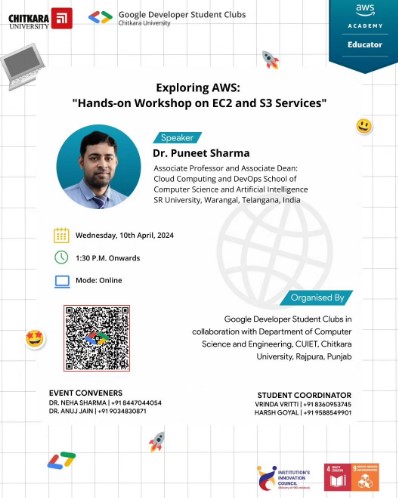 CHITKARA
UNIVERSITY
Google Developer Student Clubs
Chitkara University
aws
ACADEMY
Educator
Exploring AWS:
"Hands-on Workshop on EC2 and S3 Services"
Speaker
Dr. Puneet Sharma
Associate Professor and Associate Dean:
Cloud Computing and DevOps School of
Computer Science and Artificial Intelligence
SR University, Warangal, Telangana, India
Wednesday, 10th April, 2024
1:30 P.M. Onwards
Mode: Online
Organised By
Google Developer Student Clubs in
collaboration with Department of Computer
Science and Engineering, CUIET, Chitkara
University, Rajpura, Punjab
EVENT CONVENERS
DR. NEHA SHARMA | +91 8447044054
DR. ANUJ JAIN | +91 9034830871
STUDENT COORDINATOR
VRINDA VRITTI | +91 8360953745
HARSH GOYAL | +91 9588549901
INSTITUTION'S
INNOVATION
COUNCIL
4
9